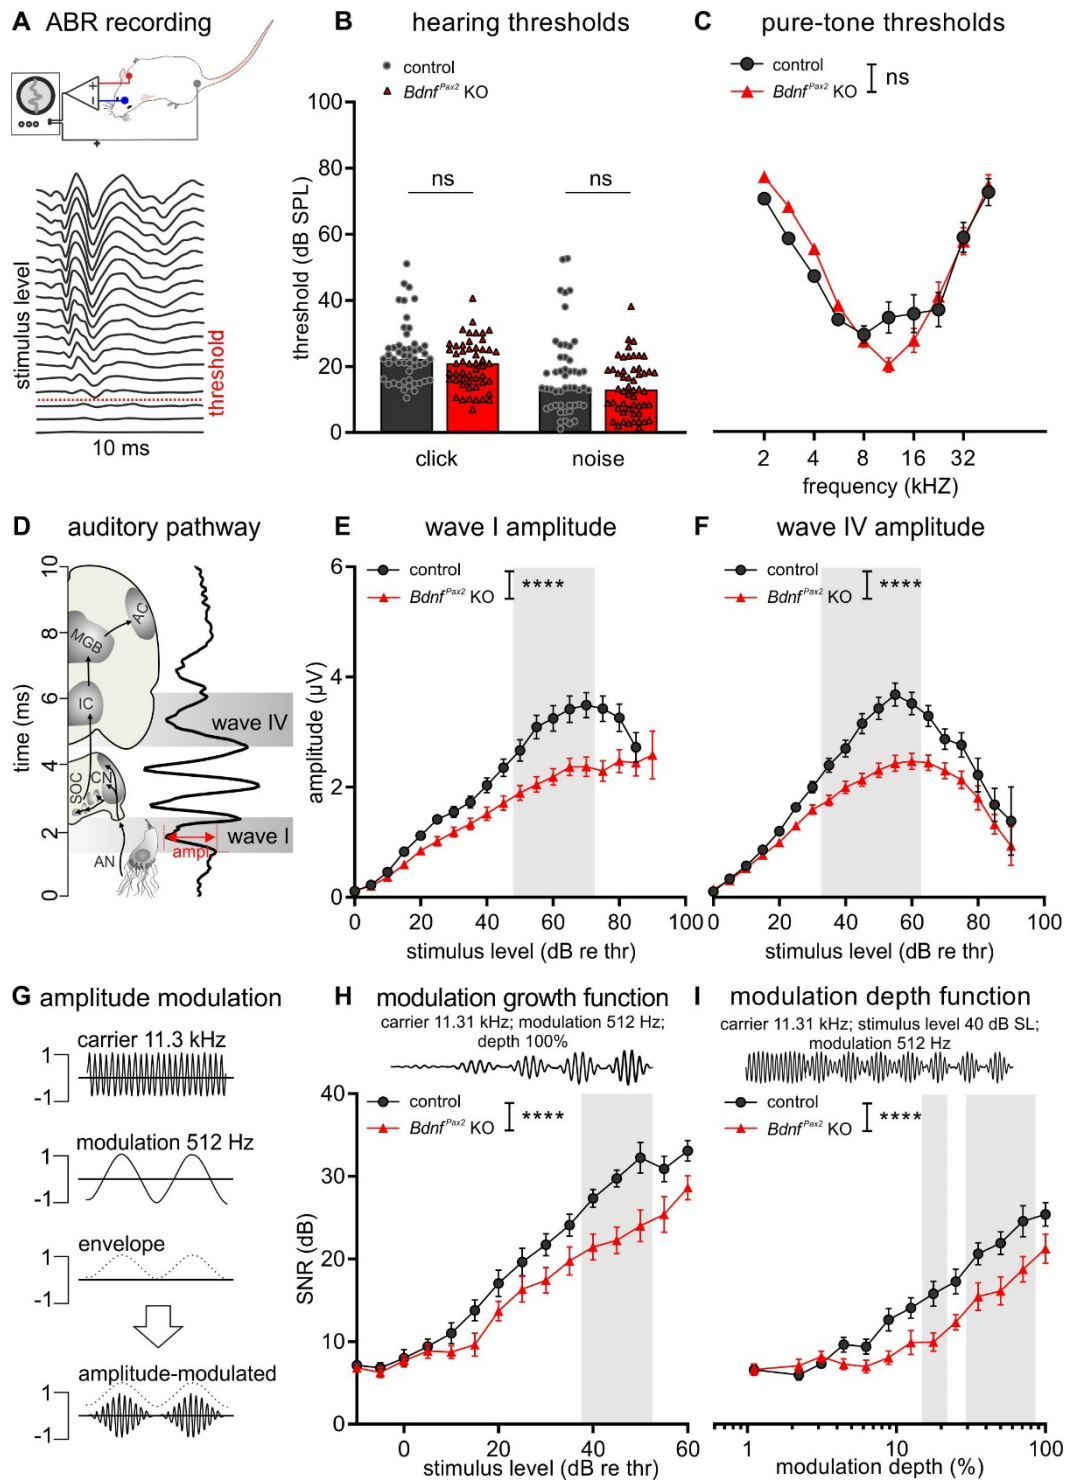 A ABR recording
+
−
+
stimulus level
threshold
10 ms
B hearing thresholds
control
Bdnf^Pax2 KO
100
80
60
40
20
0
threshold (dB SPL)
ns
ns
click
noise
C pure-tone thresholds
control
Bdnf^Pax2 KO
ns
2 4 8 16 32
frequency (kHZ)
D auditory pathway
10
8
6
4
2
0
time (ms)
AC
MGB
IC
SOC
CN
AN
wave IV
wave I
ampl.
E wave I amplitude
control
Bdnf^Pax2 KO
****
6
4
2
0
amplitude (µV)
0 20 40 60 80 100
stimulus level (dB re thr)
F wave IV amplitude
control
Bdnf^Pax2 KO
****
0 20 40 60 80 100
stimulus level (dB re thr)
G amplitude modulation
carrier 11.3 kHz
1
-1
modulation 512 Hz
1
-1
envelope
1
-1
amplitude-modulated
1
-1
H modulation growth function
carrier 11.31 kHz; modulation 512 Hz;
depth 100%
control
Bdnf^Pax2 KO
****
40
30
20
10
0
SNR (dB)
0 20 40 60
stimulus level (dB re thr)
I modulation depth function
carrier 11.31 kHz; stimulus level 40 dB SL;
modulation 512 Hz
control
Bdnf^Pax2 KO
****
1 10 100
modulation depth (%)